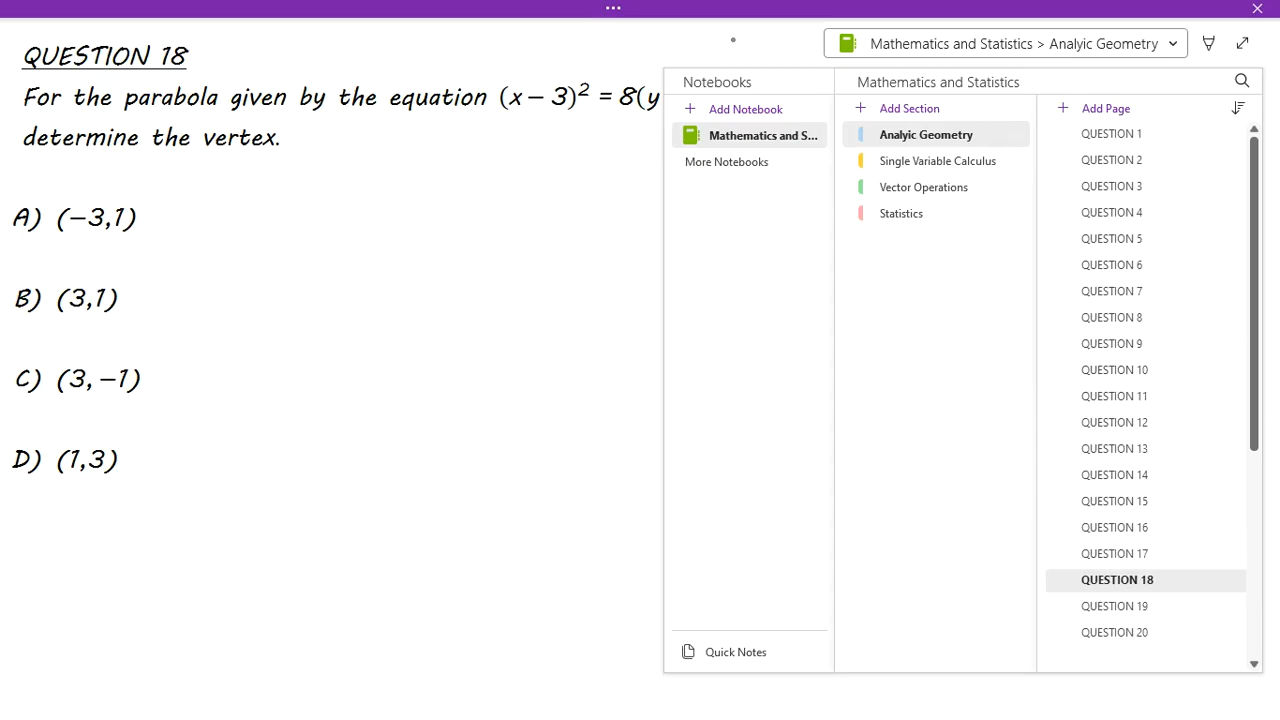 QUESTION 18
For the parabola given by the equation (x − 3)² = 8(y
determine the vertex.
A) (−3,1)
B) (3,1)
C) (3, −1)
D) (1,3)
Mathematics and Statistics > Analyic Geometry
Notebooks
Add Notebook
Mathematics and S...
More Notebooks
Quick Notes
Mathematics and Statistics
Add Section
Analyic Geometry
Single Variable Calculus
Vector Operations
Statistics
Add Page
QUESTION 1
QUESTION 2
QUESTION 3
QUESTION 4
QUESTION 5
QUESTION 6
QUESTION 7
QUESTION 8
QUESTION 9
QUESTION 10
QUESTION 11
QUESTION 12
QUESTION 13
QUESTION 14
QUESTION 15
QUESTION 16
QUESTION 17
QUESTION 18
QUESTION 19
QUESTION 20